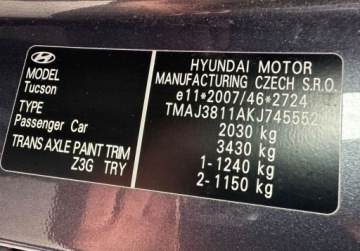 MODEL
Tucson
TYPE
Passenger Car
TRANS AXLE PAINT TRIM
Z3G TRY
HYUNDAI MOTOR
MANUFACTURING CZECH S.R.O.
e11*2007/46*2724
TMAJ3811AKJ745552
2030 kg
3430 kg
1-1240 kg
2-1150 kg